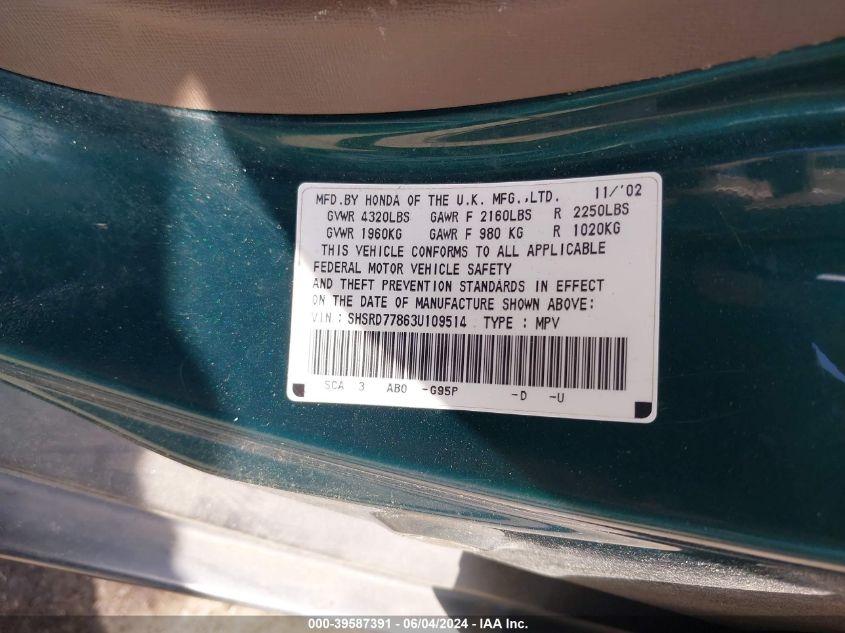 MFD.BY HONDA OF THE U.K. MFG.,LTD. 11/'02
GVWR 4320LBS GAWR F 2160LBS R 2250LBS
GVWR 1960KG GAWR F 980 KG R 1020KG
THIS VEHICLE CONFORMS TO ALL APPLICABLE
FEDERAL MOTOR VEHICLE SAFETY
AND THEFT PREVENTION STANDARDS IN EFFECT
ON THE DATE OF MANUFACTURE SHOWN ABOVE:
VIN : SHSRD77863U109514 TYPE : MPV
SCA 3 AB0 -G95P -D -U
000-39587391 - 06/04/2024 - IAA Inc.